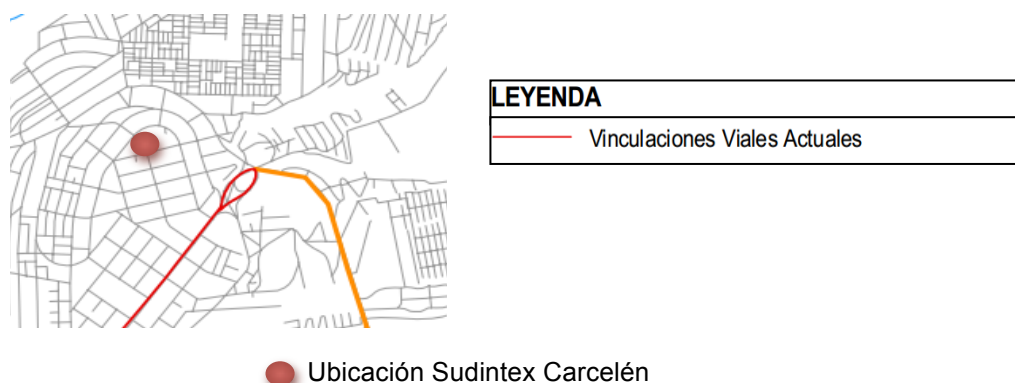 LEYENDA
Vinculaciones Viales Actuales
Ubicación Sudintex Carcelén